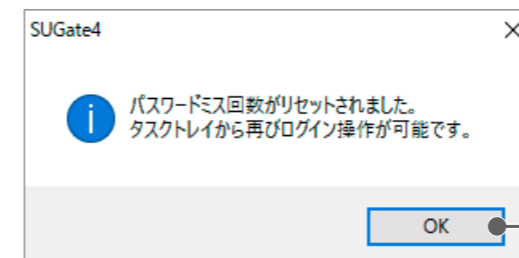 SUGate4
パスワードミス回数がリセットされました。
タスクトレイから再びログイン操作が可能です。
OK